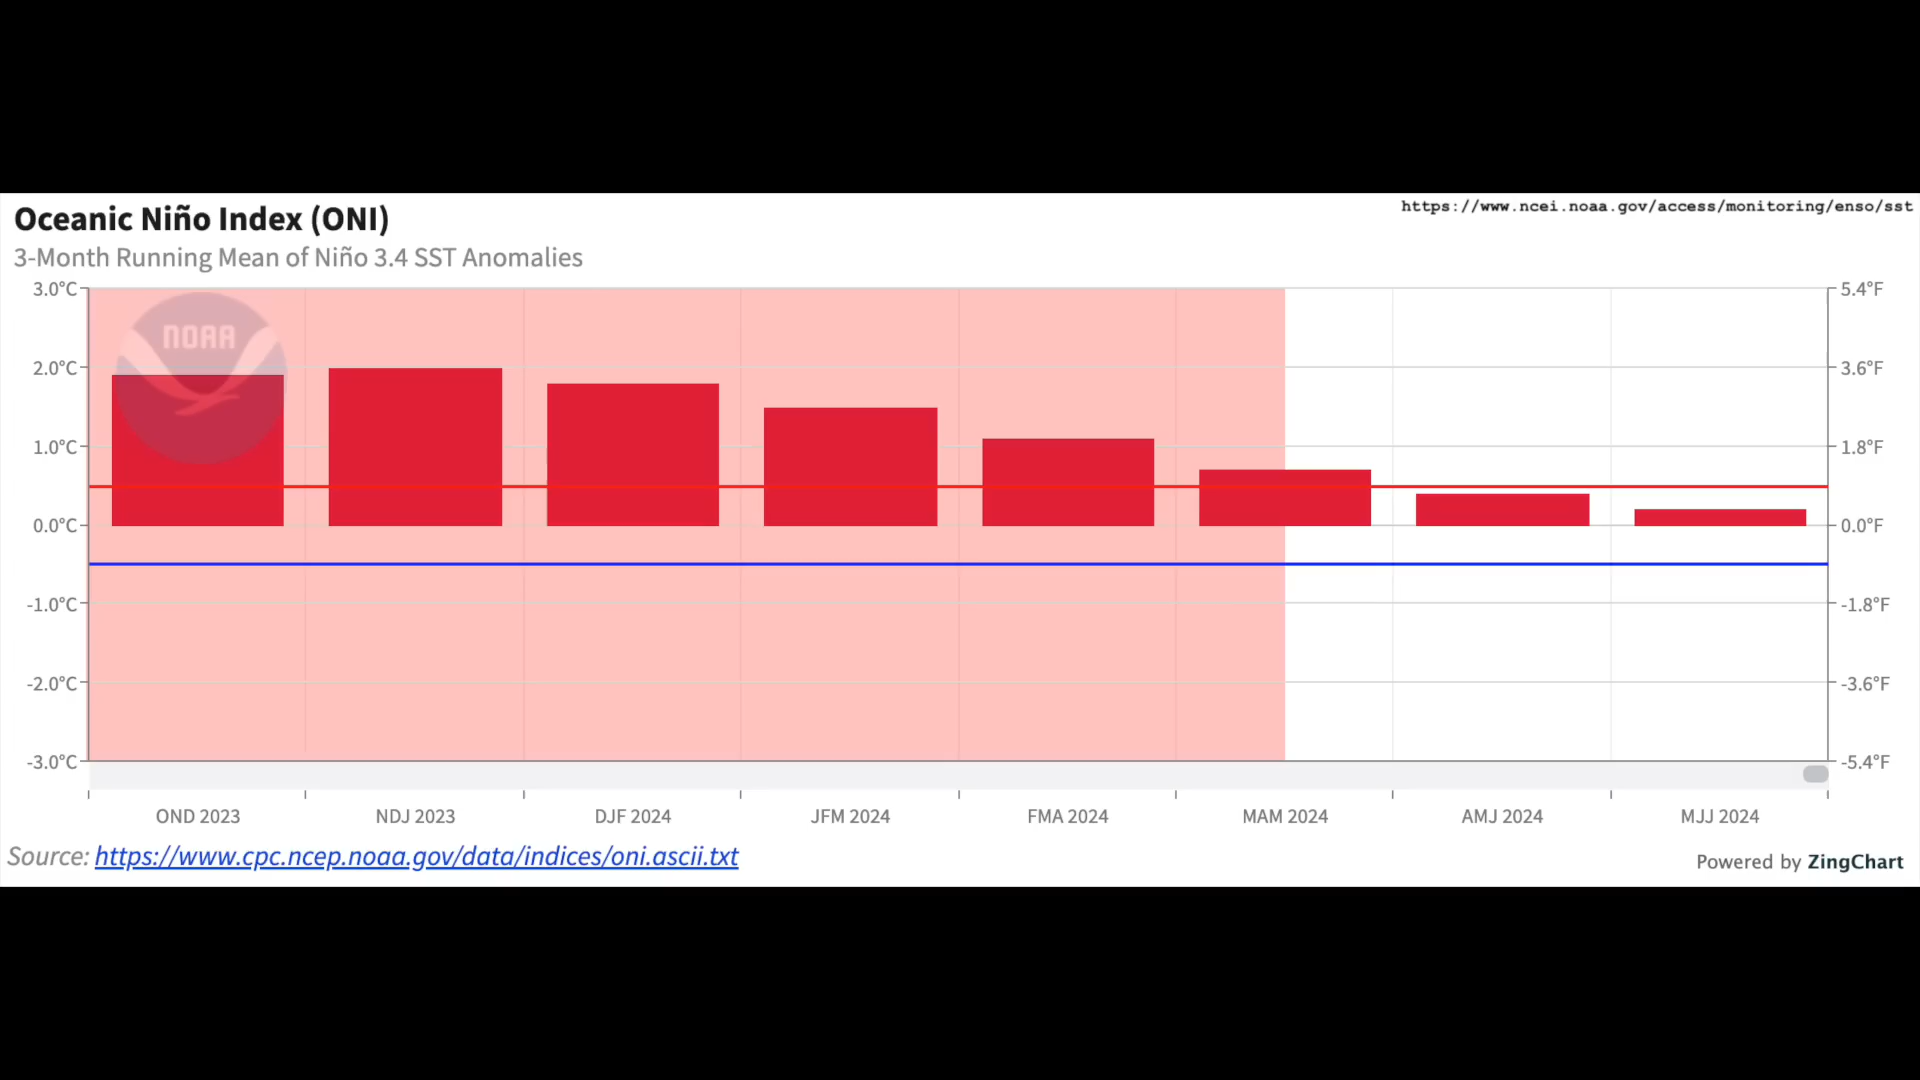 Oceanic Niño Index (ONI)
https://www.ncei.noaa.gov/access/monitoring/enso/sst
3-Month Running Mean of Niño 3.4 SST Anomalies
3.0°C 5.4°F
NOAA
2.0°C 3.6°F
1.0°C 1.8°F
0.0°C 0.0°F
-1.0°C -1.8°F
-2.0°C -3.6°F
-3.0°C -5.4°F
OND 2023 NDJ 2023 DJF 2024 JFM 2024 FMA 2024 MAM 2024 AMJ 2024 MJJ 2024
Source: https://www.cpc.ncep.noaa.gov/data/indices/oni.ascii.txt
Powered by ZingChart